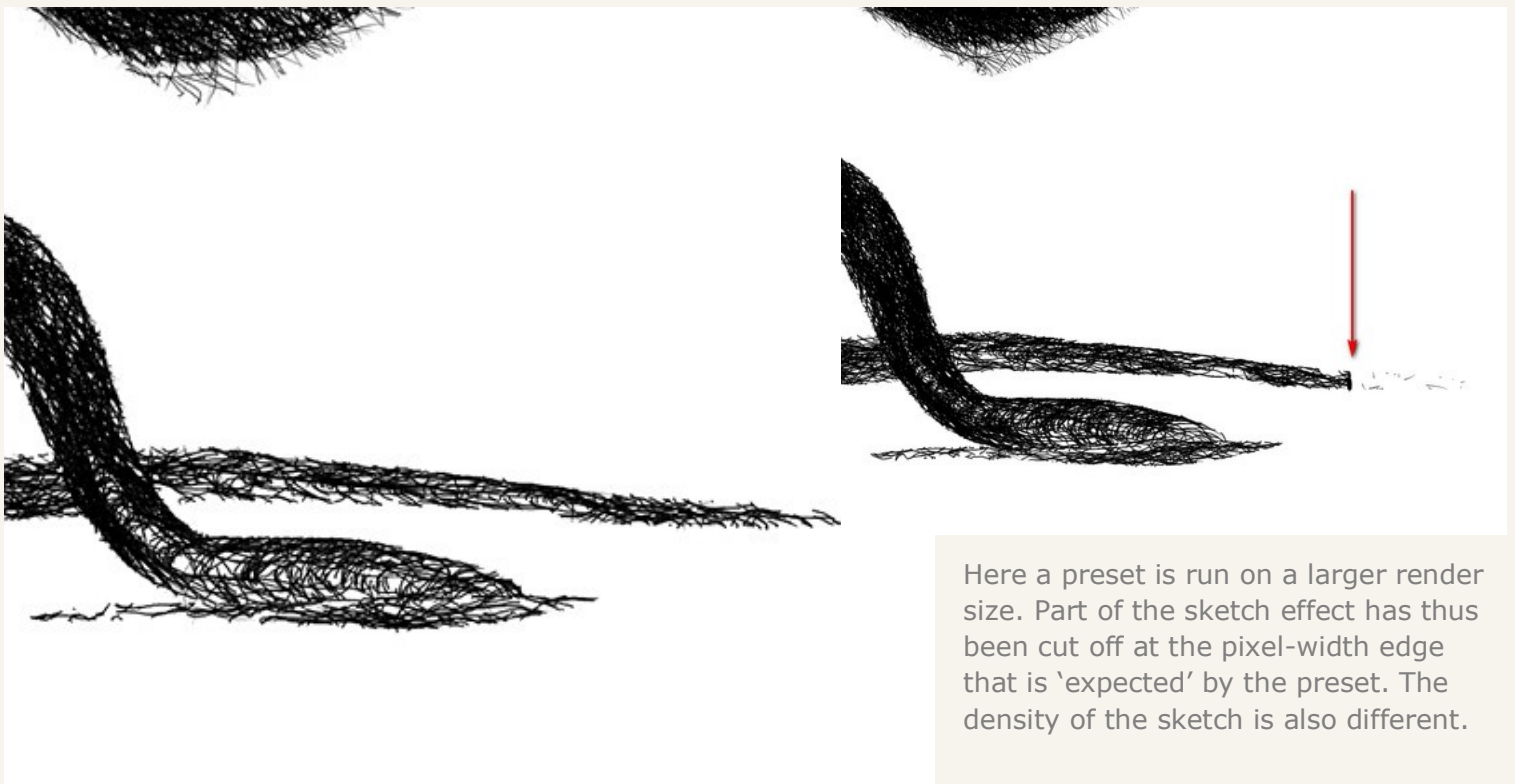 Here a preset is run on a larger render
size. Part of the sketch effect has thus
been cut off at the pixel-width edge
that is ‘expected’ by the preset. The
density of the sketch is also different.